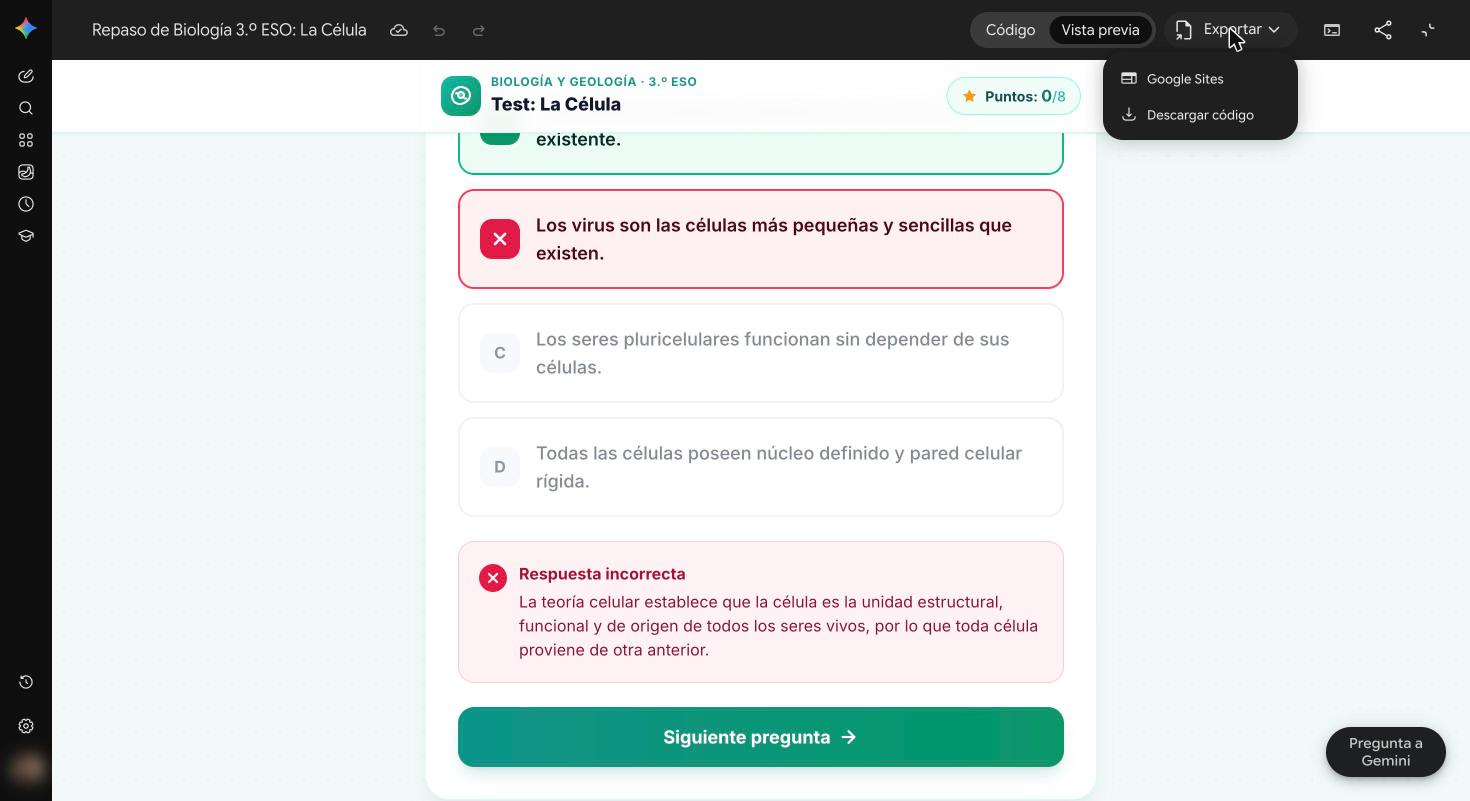 Repaso de Biología 3.º ESO: La Célula
Código
Vista previa
Exportar
Google Sites
Descargar código
BIOLOGÍA Y GEOLOGÍA · 3.º ESO
Test: La Célula
Puntos: 0/8
existente.
Los virus son las células más pequeñas y sencillas que
existen.
C
Los seres pluricelulares funcionan sin depender de sus
células.
D
Todas las células poseen núcleo definido y pared celular
rígida.
Respuesta incorrecta
La teoría celular establece que la célula es la unidad estructural,
funcional y de origen de todos los seres vivos, por lo que toda célula
proviene de otra anterior.
Siguiente pregunta →
Pregunta a
Gemini